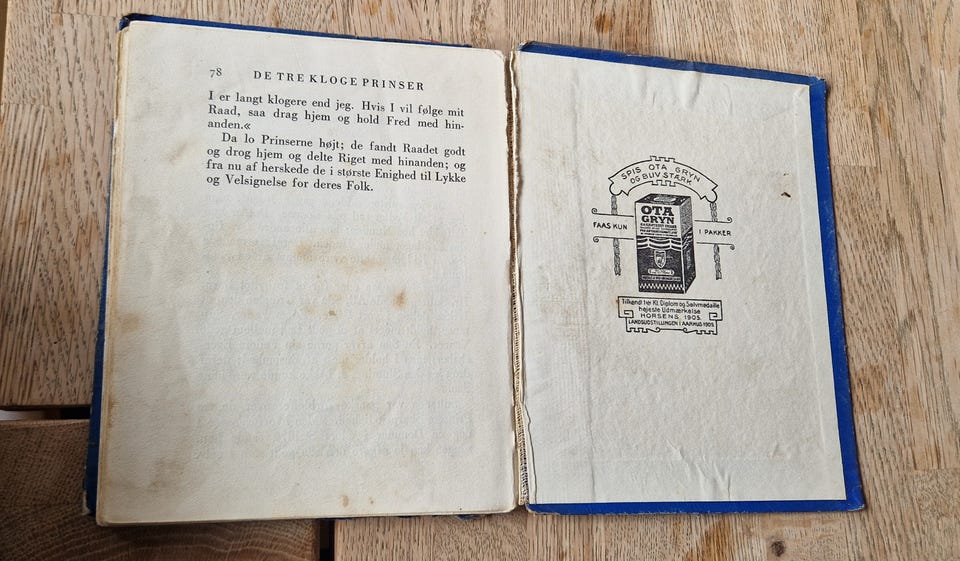 78 DE TRE KLOGE PRINSER
I er langt klogere end jeg. Hvis I vil følge mit
Raad, saa drag hjem og hold Fred med hin-
anden.«
Da lo Prinserne højt; de fandt Raadet godt
og drog hjem og delte Riget med hinanden; og
fra nu af herskede de i største Enighed til Lykke
og Velsignelse for deres Folk.
SPIS OTA GRYN
OG BLIV STÆRK
FAAS KUN
I PAKKER
OTA
GRYN
Tilkendt 1ste Kl. Diplom og Sølvmedaille
højeste Udmærkelse
HORSENS, 1905.
LANDSUDSTILLINGEN I AARHUS 1909.